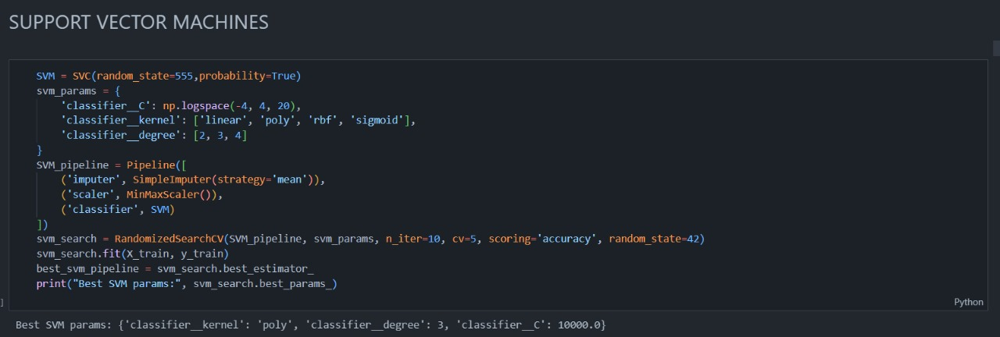 SUPPORT VECTOR MACHINES
SVM = SVC(random_state=555,probability=True)
svm_params = {
    'classifier__C': np.logspace(-4, 4, 20),
    'classifier__kernel': ['linear', 'poly', 'rbf', 'sigmoid'],
    'classifier__degree': [2, 3, 4]
}
SVM_pipeline = Pipeline([
    ('imputer', SimpleImputer(strategy='mean')),
    ('scaler', MinMaxScaler()),
    ('classifier', SVM)
])
svm_search = RandomizedSearchCV(SVM_pipeline, svm_params, n_iter=10, cv=5, scoring='accuracy', random_state=42)
svm_search.fit(X_train, y_train)
best_svm_pipeline = svm_search.best_estimator_
print("Best SVM params:", svm_search.best_params_)
]
Python
Best SVM params: {'classifier__kernel': 'poly', 'classifier__degree': 3, 'classifier__C': 10000.0}